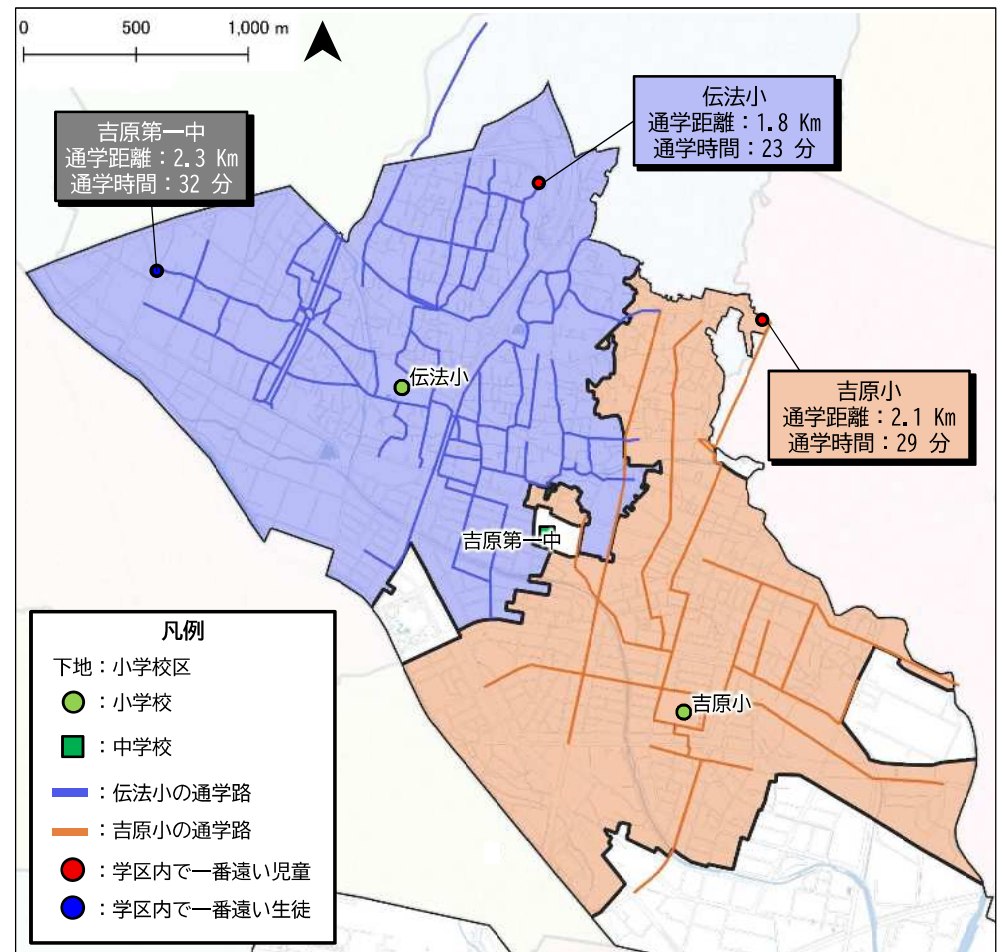 0 500 1,000 m
伝法小
通学距離：1.8 Km
通学時間：23 分
吉原第一中
通学距離：2.3 Km
通学時間：32 分
吉原小
通学距離：2.1 Km
通学時間：29 分
伝法小
吉原第一中
吉原小
凡例
下地：小学校区
：小学校
：中学校
：伝法小の通学路
：吉原小の通学路
：学区内で一番遠い児童
：学区内で一番遠い生徒